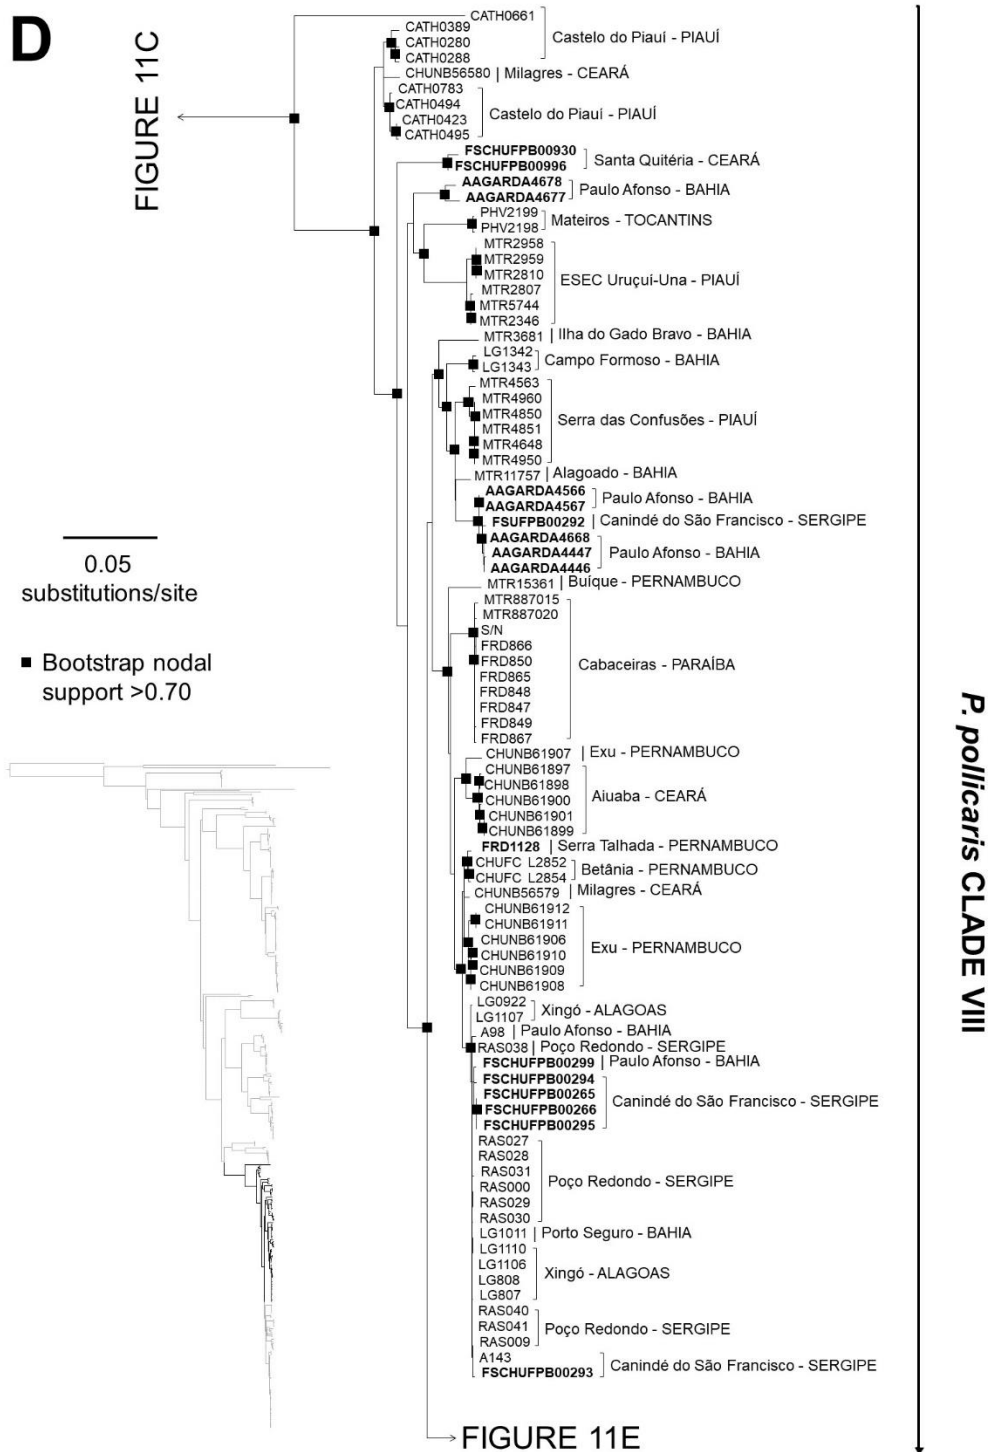 D
FIGURE 11C
CATH0661
CATH0389
CATH0280
CATH0288
Castelo do Piauí - PIAUÍ
CHUNB56580 | Milagres - CEARÁ
CATH0783
CATH0494
CATH0423
CATH0495
Castelo do Piauí - PIAUÍ
FSCHUFPB00930
FSCHUFPB00996
Santa Quitéria - CEARÁ
AAGARDA4678
AAGARDA4677
Paulo Afonso - BAHIA
PHV2199
PHV2198
Mateiros - TOCANTINS
MTR2958
MTR2959
MTR2810
MTR2807
MTR5744
MTR2346
ESEC Uruçuí-Una - PIAUÍ
MTR3681 | Ilha do Gado Bravo - BAHIA
LG1342
LG1343
Campo Formoso - BAHIA
MTR4563
MTR4960
MTR4850
MTR4851
MTR4648
MTR4950
Serra das Confusões - PIAUÍ
MTR11757 | Alagoado - BAHIA
AAGARDA4566
AAGARDA4567
Paulo Afonso - BAHIA
FSUFPB00292 | Canindé do São Francisco - SERGIPE
AAGARDA4668
AAGARDA4447
AAGARDA4446
Paulo Afonso - BAHIA
MTR15361 | Buíque - PERNAMBUCO
MTR887015
MTR887020
S/N
FRD866
FRD850
FRD865
FRD848
FRD847
FRD849
FRD867
Cabaceiras - PARAÍBA
CHUNB61907 | Exu - PERNAMBUCO
CHUNB61897
CHUNB61898
CHUNB61900
CHUNB61901
CHUNB61899
Aiuaba - CEARÁ
FRD1128 | Serra Talhada - PERNAMBUCO
CHUFC L2852
CHUFC L2854
Betânia - PERNAMBUCO
CHUNB56579 | Milagres - CEARÁ
CHUNB61912
CHUNB61911
CHUNB61906
CHUNB61910
CHUNB61909
CHUNB61908
Exu - PERNAMBUCO
LG0922
LG1107
Xingó - ALAGOAS
A98 | Paulo Afonso - BAHIA
RAS038 | Poço Redondo - SERGIPE
FSCHUFPB00299 | Paulo Afonso - BAHIA
FSCHUFPB00294
FSCHUFPB00265
FSCHUFPB00266
FSCHUFPB00295
Canindé do São Francisco - SERGIPE
RAS027
RAS028
RAS031
RAS000
RAS029
RAS030
Poço Redondo - SERGIPE
LG1011 | Porto Seguro - BAHIA
LG1110
LG1106
LG808
LG807
Xingó - ALAGOAS
RAS040
RAS041
RAS009
Poço Redondo - SERGIPE
A143
FSCHUFPB00293
Canindé do São Francisco - SERGIPE
FIGURE 11E
0.05
substitutions/site
■ Bootstrap nodal
support >0.70
P. pollicaris CLADE VIII